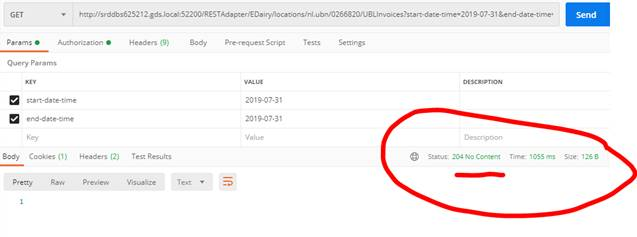 GET http://srddbs625212.gds.local:52200/RESTAdapter/EDairy/locations/nl.ubn/0266820/UBLInvoices?start-date-time=2019-07-31&end-date-time= Send
Params Authorization Headers (9) Body Pre-request Script Tests Settings
Query Params
KEY VALUE DESCRIPTION
start-date-time 2019-07-31
end-date-time 2019-07-31
Key Value Description
Body Cookies (1) Headers (2) Test Results Status: 204 No Content Time: 1055 ms Size: 126 B
Pretty Raw Preview Visualize Text
1